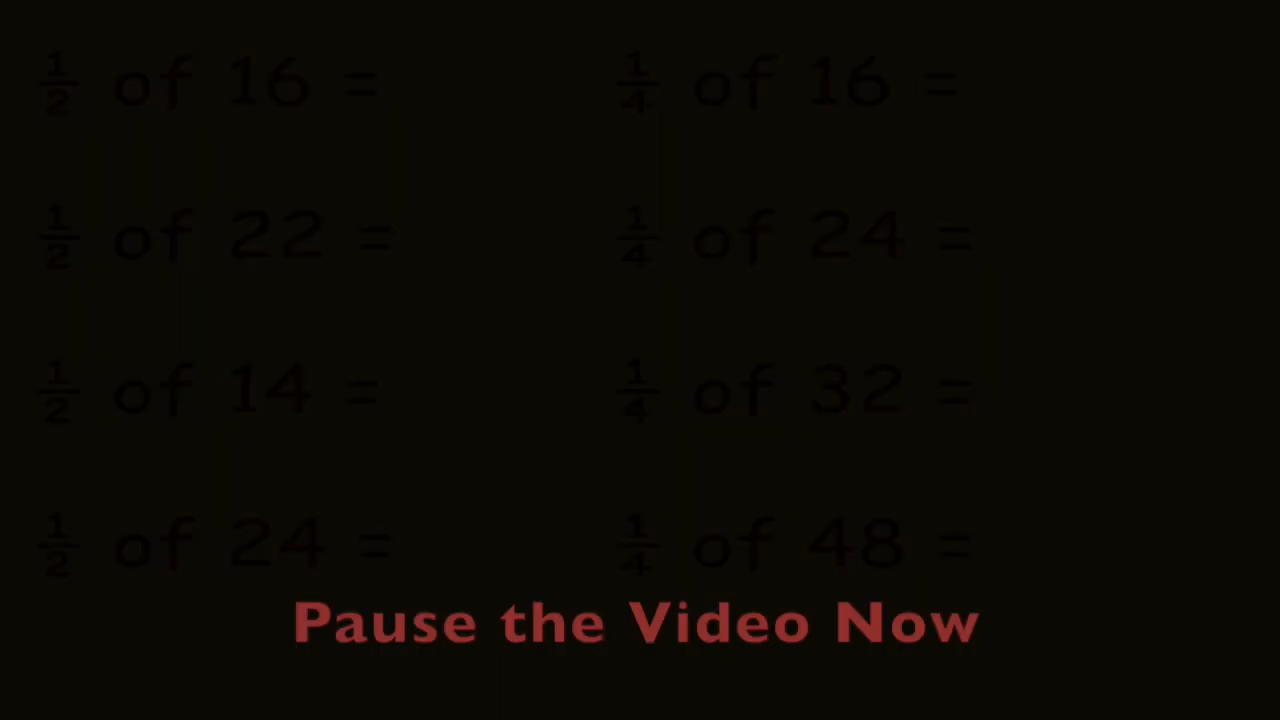 ½ of 16 =
¼ of 16 =
½ of 22 =
¼ of 24 =
½ of 14 =
¼ of 32 =
½ of 24 =
¼ of 48 =
Pause the Video Now